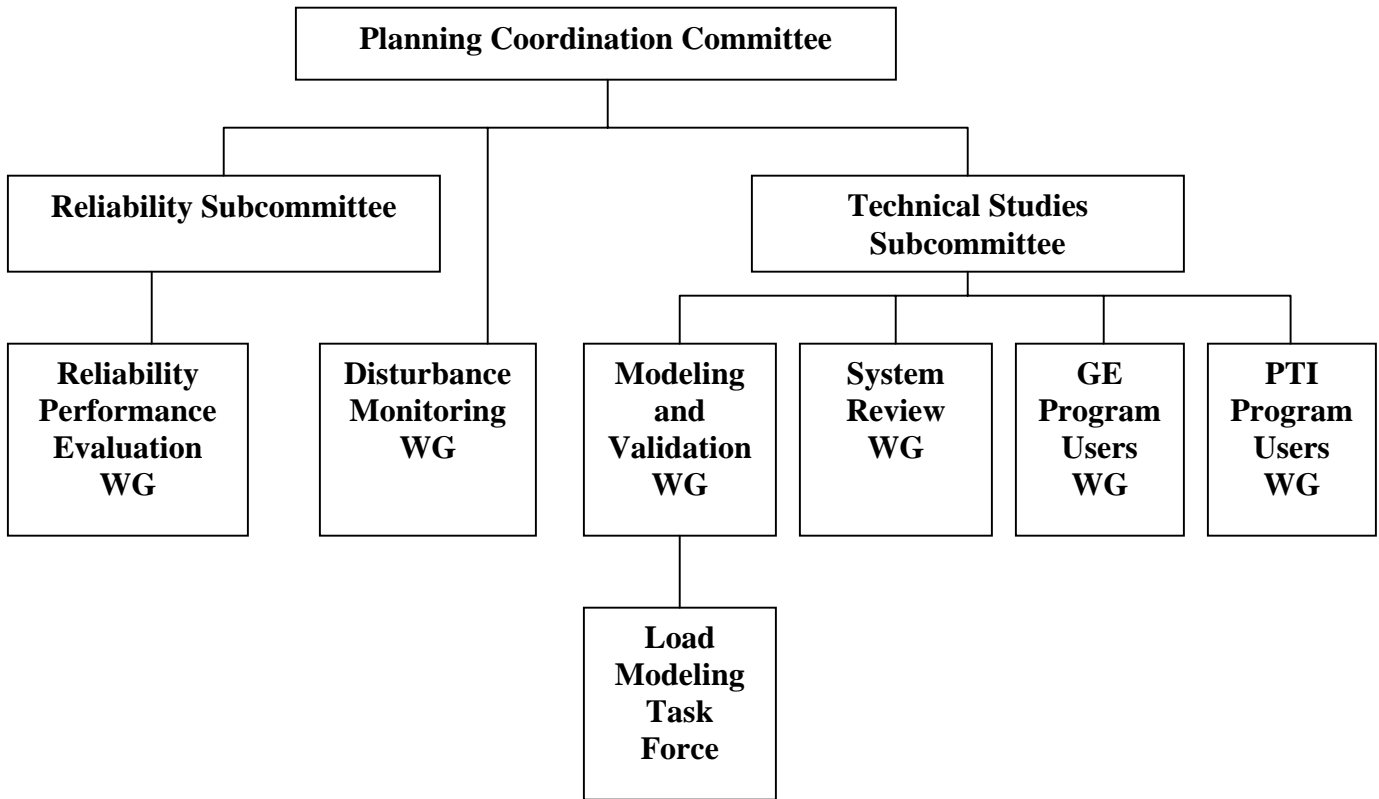 Planning Coordination Committee
Reliability Subcommittee
Technical Studies
Subcommittee
Reliability
Performance
Evaluation
WG
Disturbance
Monitoring
WG
Modeling
and
Validation
WG
System
Review
WG
GE
Program
Users
WG
PTI
Program
Users
WG
Load
Modeling
Task
Force